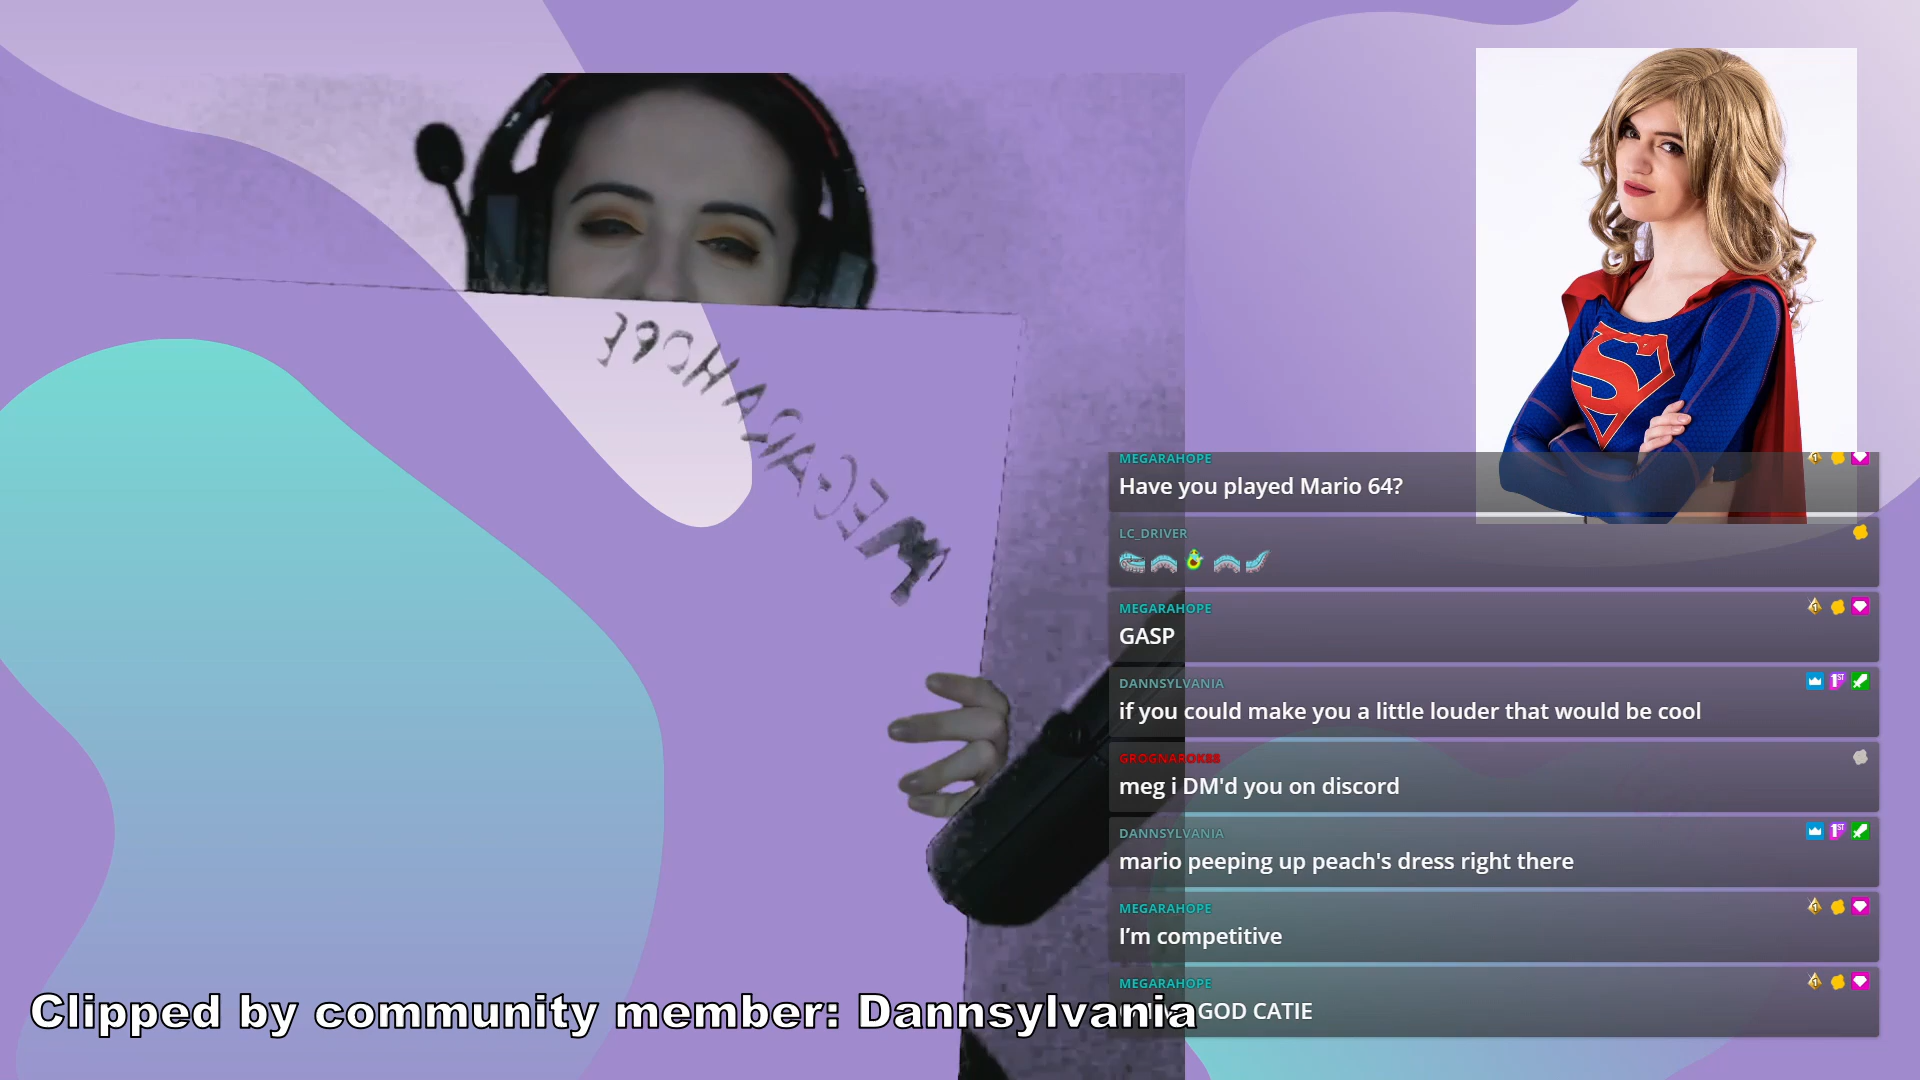 MEGARAHOPE
MEGARAHOPE
Have you played Mario 64?
LC_DRIVER
MEGARAHOPE
GASP
DANNSYLVANIA
if you could make you a little louder that would be cool
GROGNAROK88
meg i DM'd you on discord
DANNSYLVANIA
mario peeping up peach's dress right there
MEGARAHOPE
I’m competitive
MEGARAHOPE
GOD CATIE
Clipped by community member: Dannsylvania